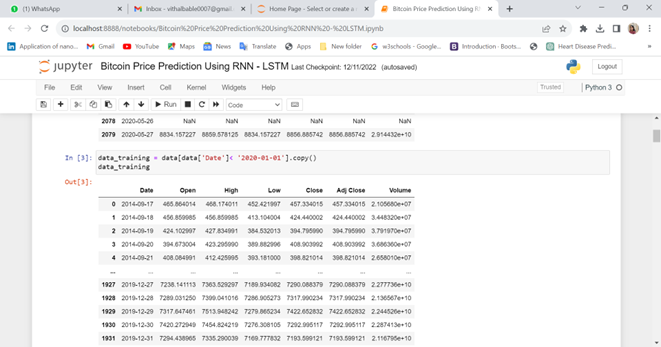 (1) WhatsApp
Inbox - vithalbable0007@gmail.
Home Page - Select or create a n
Bitcoin Price Prediction Using RN
localhost:8888/notebooks/Bitcoin%20Price%20Prediction%20Using%20RNN%20-%20LSTM.ipynb
Application of nano...
Gmail
YouTube
Maps
News
Translate
Apps
New folder
w3schools - Google...
Introduction - Boots...
Heart Disease Predi...
jupyter Bitcoin Price Prediction Using RNN - LSTM Last Checkpoint: 12/11/2022 (autosaved)
Logout
File Edit View Insert Cell Kernel Widgets Help
Trusted
Python 3
Run
Code
2078 2020-05-26 NaN NaN NaN NaN NaN NaN
2079 2020-05-27 8834.157227 8859.578125 8834.157227 8856.885742 8856.885742 2.914432e+10
In [3]: data_training = data[data['Date']< '2020-01-01'].copy()
data_training
Out[3]:
Date Open High Low Close Adj Close Volume
0 2014-09-17 465.864014 468.174011 452.421997 457.334015 457.334015 2.105680e+07
1 2014-09-18 456.859985 456.859985 413.104004 424.440002 424.440002 3.448320e+07
2 2014-09-19 424.102997 427.834991 384.532013 394.795990 394.795990 3.791970e+07
3 2014-09-20 394.673004 423.295990 389.882996 408.903992 408.903992 3.686360e+07
4 2014-09-21 408.084991 412.425995 393.181000 398.821014 398.821014 2.658010e+07
... ... ... ... ... ... ... ...
1927 2019-12-27 7238.141113 7363.529297 7189.934082 7290.088379 7290.088379 2.277736e+10
1928 2019-12-28 7289.031250 7399.041016 7286.905273 7317.990234 7317.990234 2.136567e+10
1929 2019-12-29 7317.647461 7513.948242 7279.865234 7422.652832 7422.652832 2.244526e+10
1930 2019-12-30 7420.272949 7454.824219 7276.308105 7292.995117 7292.995117 2.287413e+10
1931 2019-12-31 7294.438965 7335.290039 7169.777832 7193.599121 7193.599121 2.116795e+10